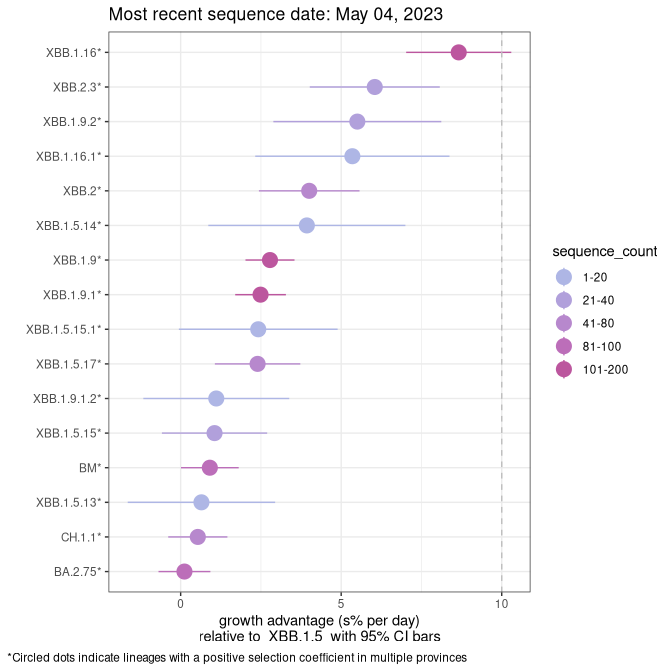 Most recent sequence date: May 04, 2023
XBB.1.16*
XBB.2.3*
XBB.1.9.2*
XBB.1.16.1*
XBB.2*
XBB.1.5.14*
XBB.1.9*
XBB.1.9.1*
XBB.1.5.15.1*
XBB.1.5.17*
XBB.1.9.1.2*
XBB.1.5.15*
BM*
XBB.1.5.13*
CH.1.1*
BA.2.75*
0 5 10
growth advantage (s% per day)
relative to XBB.1.5 with 95% CI bars
*Circled dots indicate lineages with a positive selection coefficient in multiple provinces
sequence_count
1-20
21-40
41-80
81-100
101-200